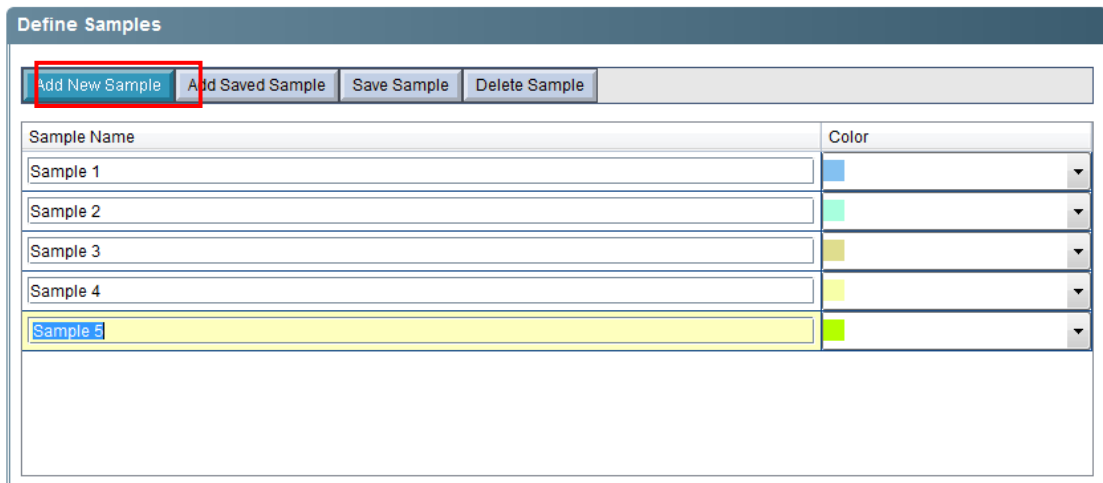 Define Samples
Add New Sample Add Saved Sample Save Sample Delete Sample
Sample Name Color
Sample 1
Sample 2
Sample 3
Sample 4
Sample 5